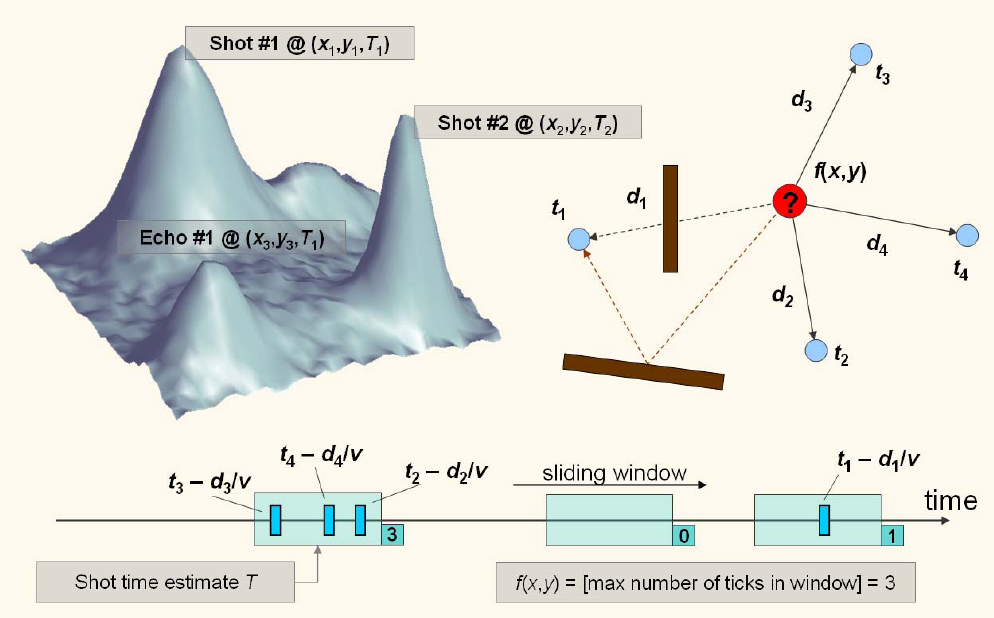 Shot #1 @ (x₁,y₁,T₁)
Shot #2 @ (x₂,y₂,T₂)
Echo #1 @ (x₃,y₃,T₁)
t₃
d₃
f(x,y)
?
d₁
t₁
d₄
t₄
d₂
t₂
t₃ – d₃/v
t₄ – d₄/v
t₂ – d₂/v
sliding window
t₁ – d₁/v
time
3
0
1
Shot time estimate T
f(x,y) = [max number of ticks in window] = 3